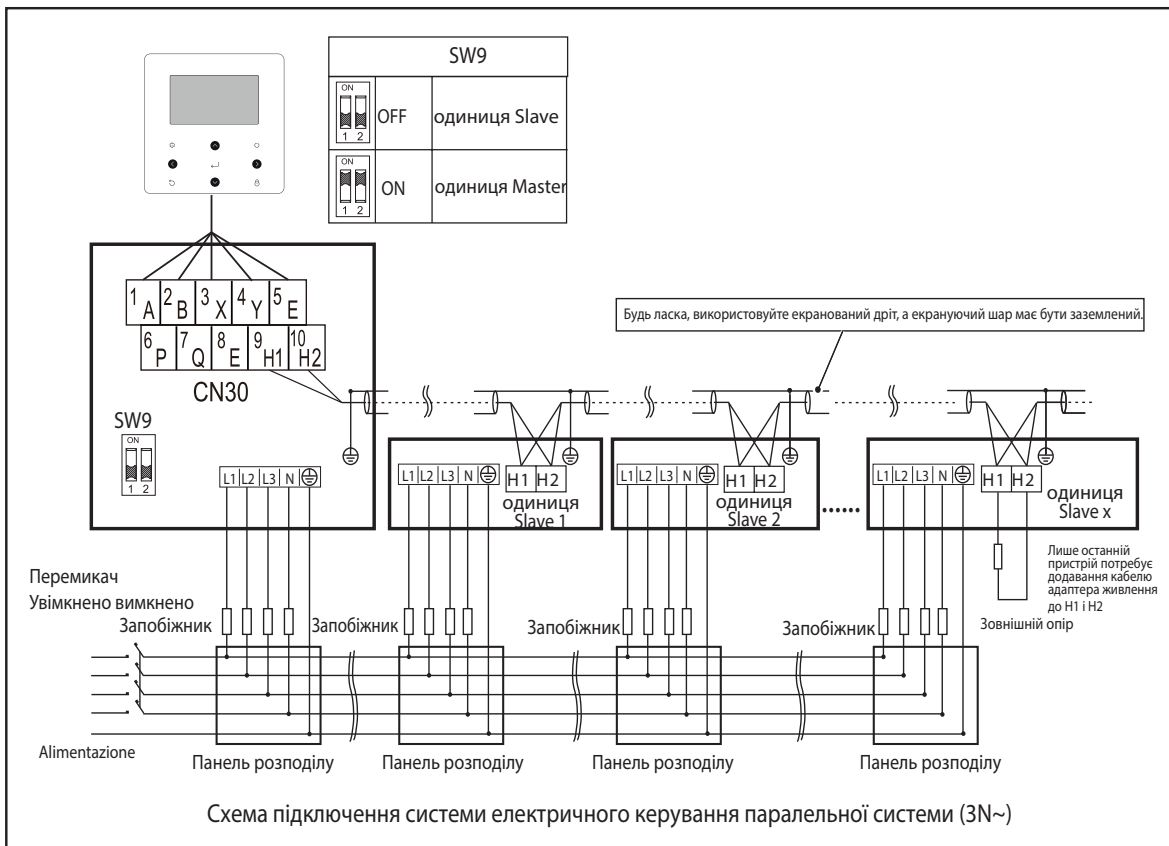 SW9
ON
1 2
OFF
одиниця Slave
ON
1 2
ON
одиниця Master
1 A 2 B 3 X 4 Y 5 E
6 P 7 Q 8 E 9 H1 10 H2
CN30
SW9
ON
1 2
Будь ласка, використовуйте екранований дріт, а екрануючий шар має бути заземлений.
L1 L2 L3 N
L1 L2 L3 N
H1 H2
одиниця
Slave 1
L1 L2 L3 N
H1 H2
одиниця
Slave 2
L1 L2 L3 N
H1 H2
одиниця
Slave x
Лише останній
пристрій потребує
додавання кабелю
адаптера живлення
до H1 і H2
Зовнішній опір
Перемикач
Увімкнено вимкнено
Запобіжник
Запобіжник
Запобіжник
Запобіжник
Alimentazione
Панель розподілу
Панель розподілу
Панель розподілу
Панель розподілу
Схема підключення системи електричного керування паралельної системи (3N~)